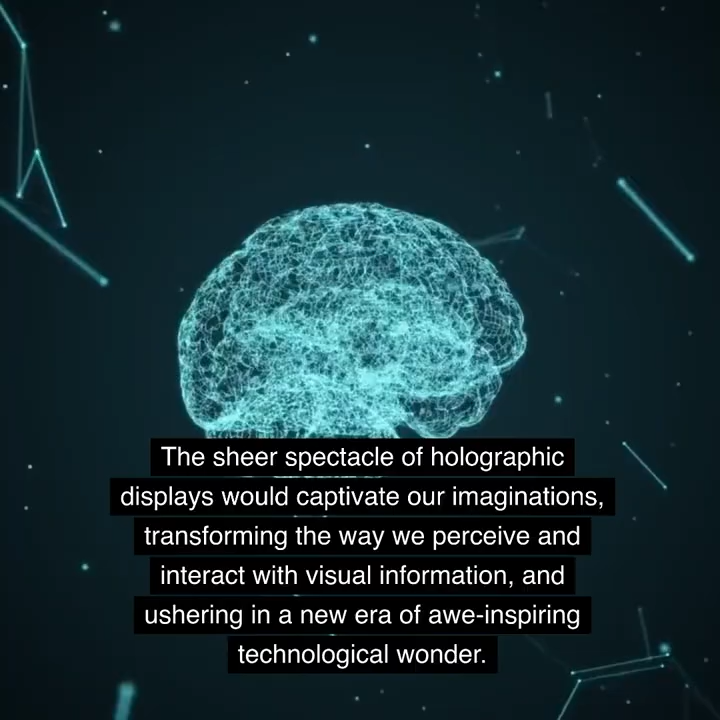 The sheer spectacle of holographic
displays would captivate our imaginations,
transforming the way we perceive and
interact with visual information, and
ushering in a new era of awe-inspiring
technological wonder.